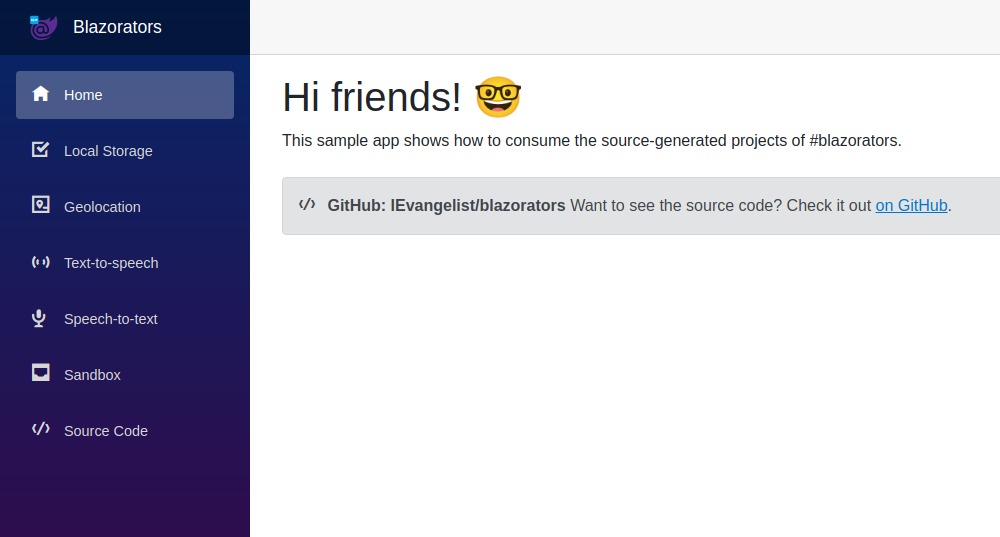 Blazorators
Home
Local Storage
Geolocation
Text-to-speech
Speech-to-text
Sandbox
Source Code
Hi friends! 🤓
This sample app shows how to consume the source-generated projects of #blazorators.
GitHub: IEvangelist/blazorators Want to see the source code? Check it out on GitHub.